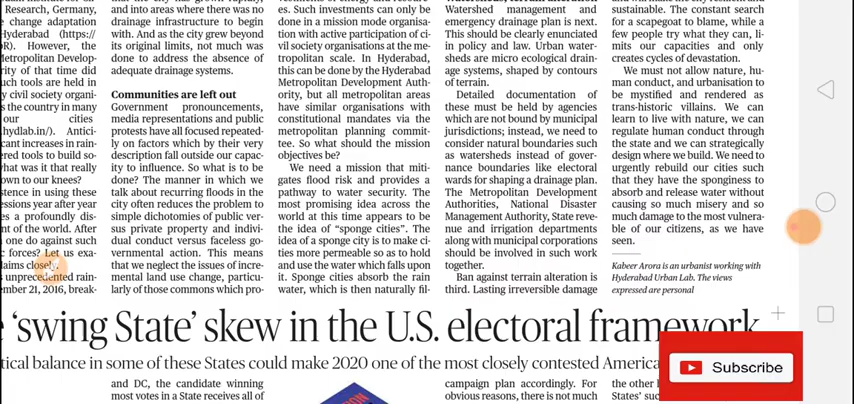 Research, Germany,
e change adaptation
Hyderabad (https://
R). However, the
Metropolitan Develop-
rity of that time did
uch tools are held in
y civil society organi-
s the country in many
our cities
.hydlab.in/). Antici-
cant increases in rain-
ered tools to build so-
what was it that really
own to our knees?
stence in using these
essions year after year
es a profoundly dis-
nt of the world. After
one do against such
c forces? Let us exa-
laims closely.
unprecedented rain-
ember 21, 2016, break-
and into areas where there was no
drainage infrastructure to begin
with. And as the city grew beyond
its original limits, not much was
done to address the absence of
adequate drainage systems.
Communities are left out
Government pronouncements,
media representations and public
protests have all focused repeated-
ly on factors which by their very
description fall outside our capac-
ity to influence. So what is to be
done? The manner in which we
talk about recurring floods in the
city often reduces the problem to
simple dichotomies of public ver-
sus private property and indivi-
dual conduct versus faceless go-
vernmental action. This means
that we neglect the issues of incre-
mental land use change, particu-
larly of those commons which pro-
es. Such investments can only be
done in a mission mode organisa-
tion with active participation of ci-
vil society organisations at the me-
tropolitan scale. In Hyderabad,
this can be done by the Hyderabad
Metropolitan Development Auth-
ority, but all metropolitan areas
have similar organisations with
constitutional mandates via the
metropolitan planning commit-
tee. So what should the mission
objectives be?
We need a mission that miti-
gates flood risk and provides a
pathway to water security. The
most promising idea across the
world at this time appears to be
the idea of “sponge cities”. The
idea of a sponge city is to make ci-
ties more permeable so as to hold
and use the water which falls upon
it. Sponge cities absorb the rain
water, which is then naturally fil-
Watershed management and
emergency drainage plan is next.
This should be clearly enunciated
in policy and law. Urban water-
sheds are micro ecological drain-
age systems, shaped by contours
of terrain.
Detailed documentation of
these must be held by agencies
which are not bound by municipal
jurisdictions; instead, we need to
consider natural boundaries such
as watersheds instead of gover-
nance boundaries like electoral
wards for shaping a drainage plan.
The Metropolitan Development
Authorities, National Disaster
Management Authority, State reve-
nue and irrigation departments
along with municipal corporations
should be involved in such work
together.
Ban against terrain alteration is
third. Lasting irreversible damage
sustainable. The constant search
for a scapegoat to blame, while a
few people try what they can, li-
mits our capacities and only
creates cycles of devastation.
We must not allow nature, hu-
man conduct, and urbanisation to
be mystified and rendered as
trans-historic villains. We can
learn to live with nature, we can
regulate human conduct through
the state and we can strategically
design where we build. We need to
urgently rebuild our cities such
that they have the sponginess to
absorb and release water without
causing so much misery and so
much damage to the most vulnera-
ble of our citizens, as we have
seen.
Kabeer Arora is an urbanist working with
Hyderabad Urban Lab. The views
expressed are personal
‘swing State’ skew in the U.S. electoral framework
tical balance in some of these States could make 2020 one of the most closely contested America
Subscribe
and DC, the candidate winning
most votes in a State receives all of
campaign plan accordingly. For
obvious reasons, there is not much
the other
States’